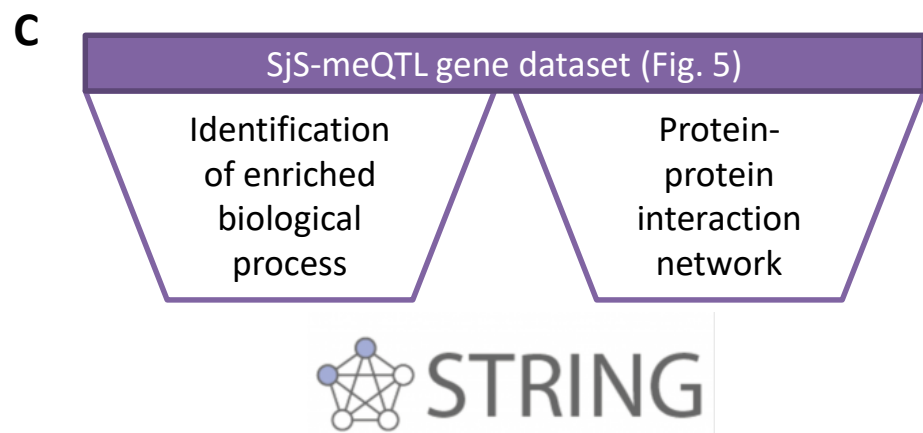 C
SjS-meQTL gene dataset (Fig. 5)
Identification
of enriched
biological
process
Protein-
protein
interaction
network
STRING